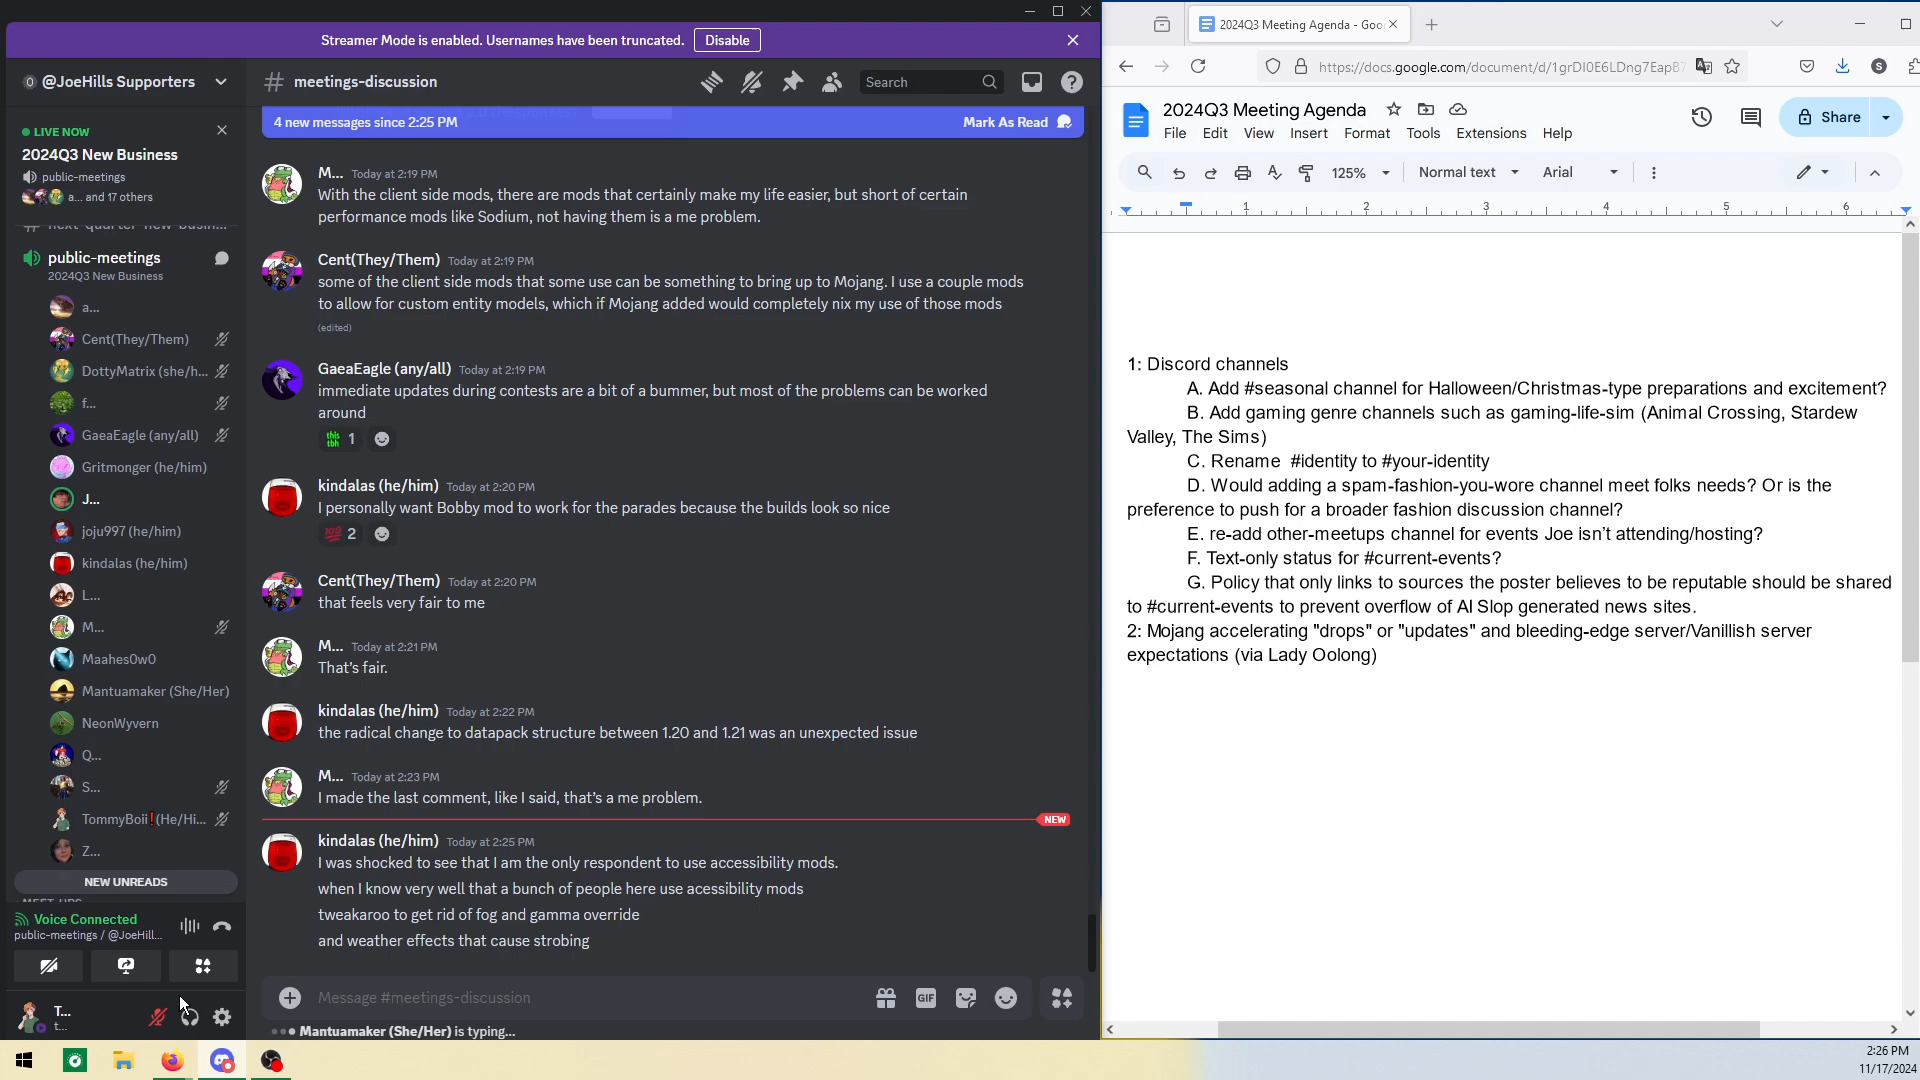 Streamer Mode is enabled. Usernames have been truncated.
Disable
@JoeHills Supporters
LIVE NOW
2024Q3 New Business
public-meetings
a... and 17 others
public-meetings
2024Q3 New Business
a...
Cent(They/Them)
DottyMatrix (she/h...
f...
GaeaEagle (any/all)
Gritmonger (he/him)
J...
joju997 (he/him)
kindalas (he/him)
L...
M...
Maahes0w0
Mantuamaker (She/Her)
NeonWyvern
Q...
S...
TommyBoii❗(He/Hi...
Z...
NEW UNREADS
Voice Connected
public-meetings / @JoeHill...
T...
t...
# meetings-discussion
Search
4 new messages since 2:25 PM
Mark As Read
M... Today at 2:19 PM
With the client side mods, there are mods that certainly make my life easier, but short of certain
performance mods like Sodium, not having them is a me problem.
Cent(They/Them) Today at 2:19 PM
some of the client side mods that some use can be something to bring up to Mojang. I use a couple mods
to allow for custom entity models, which if Mojang added would completely nix my use of those mods
(edited)
GaeaEagle (any/all) Today at 2:19 PM
immediate updates during contests are a bit of a bummer, but most of the problems can be worked
around
this tbh 1
kindalas (he/him) Today at 2:20 PM
I personally want Bobby mod to work for the parades because the builds look so nice
100 2
Cent(They/Them) Today at 2:20 PM
that feels very fair to me
M... Today at 2:21 PM
That's fair.
kindalas (he/him) Today at 2:22 PM
the radical change to datapack structure between 1.20 and 1.21 was an unexpected issue
M... Today at 2:23 PM
I made the last comment, like I said, that's a me problem.
NEW
kindalas (he/him) Today at 2:25 PM
I was shocked to see that I am the only respondent to use accessibility mods.
when I know very well that a bunch of people here use acessibility mods
tweakaroo to get rid of fog and gamma override
and weather effects that cause strobing
Message #meetings-discussion
GIF
Mantuamaker (She/Her) is typing...
2024Q3 Meeting Agenda - Goo
https://docs.google.com/document/d/1grDI0E6LDng7EapB7
S
2024Q3 Meeting Agenda
File Edit View Insert Format Tools Extensions Help
Share
125% Normal text Arial
1 2 3 4 5 6
1: Discord channels
A. Add #seasonal channel for Halloween/Christmas-type preparations and excitement?
B. Add gaming genre channels such as gaming-life-sim (Animal Crossing, Stardew
Valley, The Sims)
C. Rename #identity to #your-identity
D. Would adding a spam-fashion-you-wore channel meet folks needs? Or is the
preference to push for a broader fashion discussion channel?
E. re-add other-meetups channel for events Joe isn't attending/hosting?
F. Text-only status for #current-events?
G. Policy that only links to sources the poster believes to be reputable should be shared
to #current-events to prevent overflow of AI Slop generated news sites.
2: Mojang accelerating "drops" or "updates" and bleeding-edge server/Vanillish server
expectations (via Lady Oolong)
2:26 PM
11/17/2024